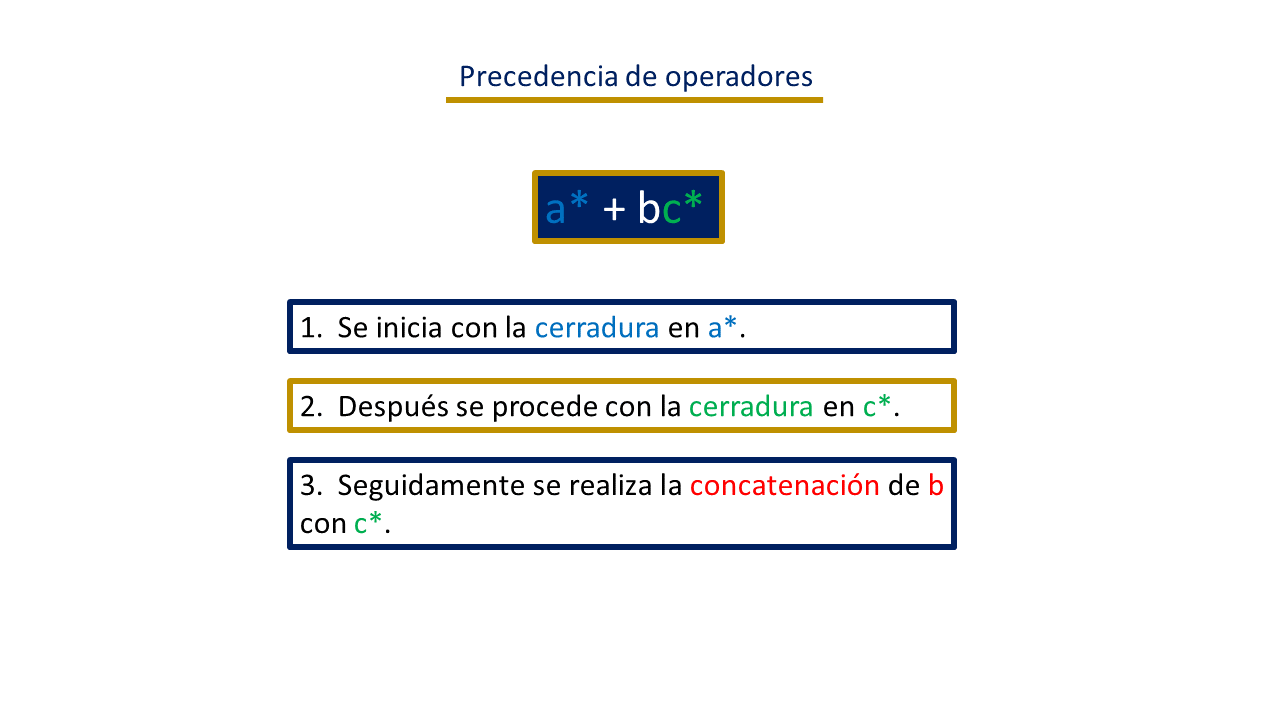 Precedencia de operadores
a* + bc*
1. Se inicia con la cerradura en a*.
2. Después se procede con la cerradura en c*.
3. Seguidamente se realiza la concatenación de b
con c*.